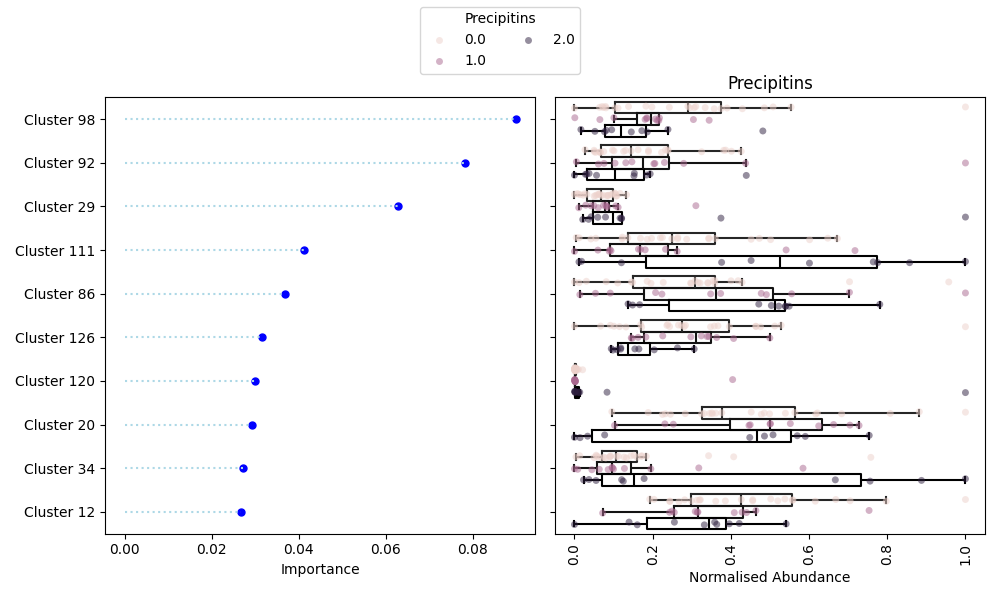 Precipitins
0.0 2.0
1.0
Precipitins
Cluster 98
Cluster 92
Cluster 29
Cluster 111
Cluster 86
Cluster 126
Cluster 120
Cluster 20
Cluster 34
Cluster 12
0.00 0.02 0.04 0.06 0.08
Importance
0.0 0.2 0.4 0.6 0.8 1.0
Normalised Abundance